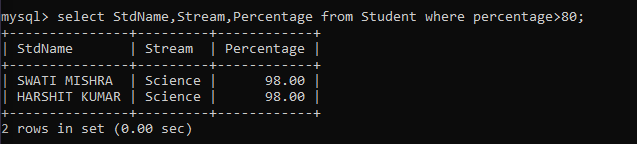 mysql> select StdName,Stream,Percentage from Student where percentage>80;
+---------------+---------+------------+
| StdName       | Stream  | Percentage |
+---------------+---------+------------+
| SWATI MISHRA  | Science |      98.00 |
| HARSHIT KUMAR | Science |      98.00 |
+---------------+---------+------------+
2 rows in set (0.00 sec)